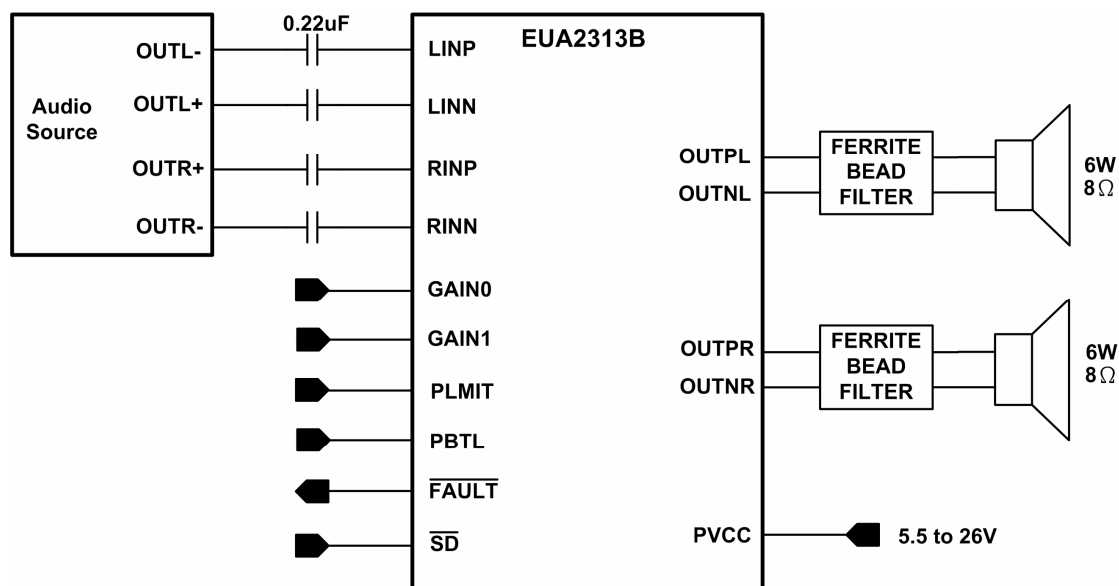 0.22uF
EUA2313B
Audio
Source
OUTL-
OUTL+
OUTR+
OUTR-
LINP
LINN
RINP
RINN
GAIN0
GAIN1
PLMIT
PBTL
FAULT
SD
OUTPL
OUTNL
FERRITE
BEAD
FILTER
6W
8Ω
OUTPR
OUTNR
FERRITE
BEAD
FILTER
6W
8Ω
PVCC
5.5 to 26V